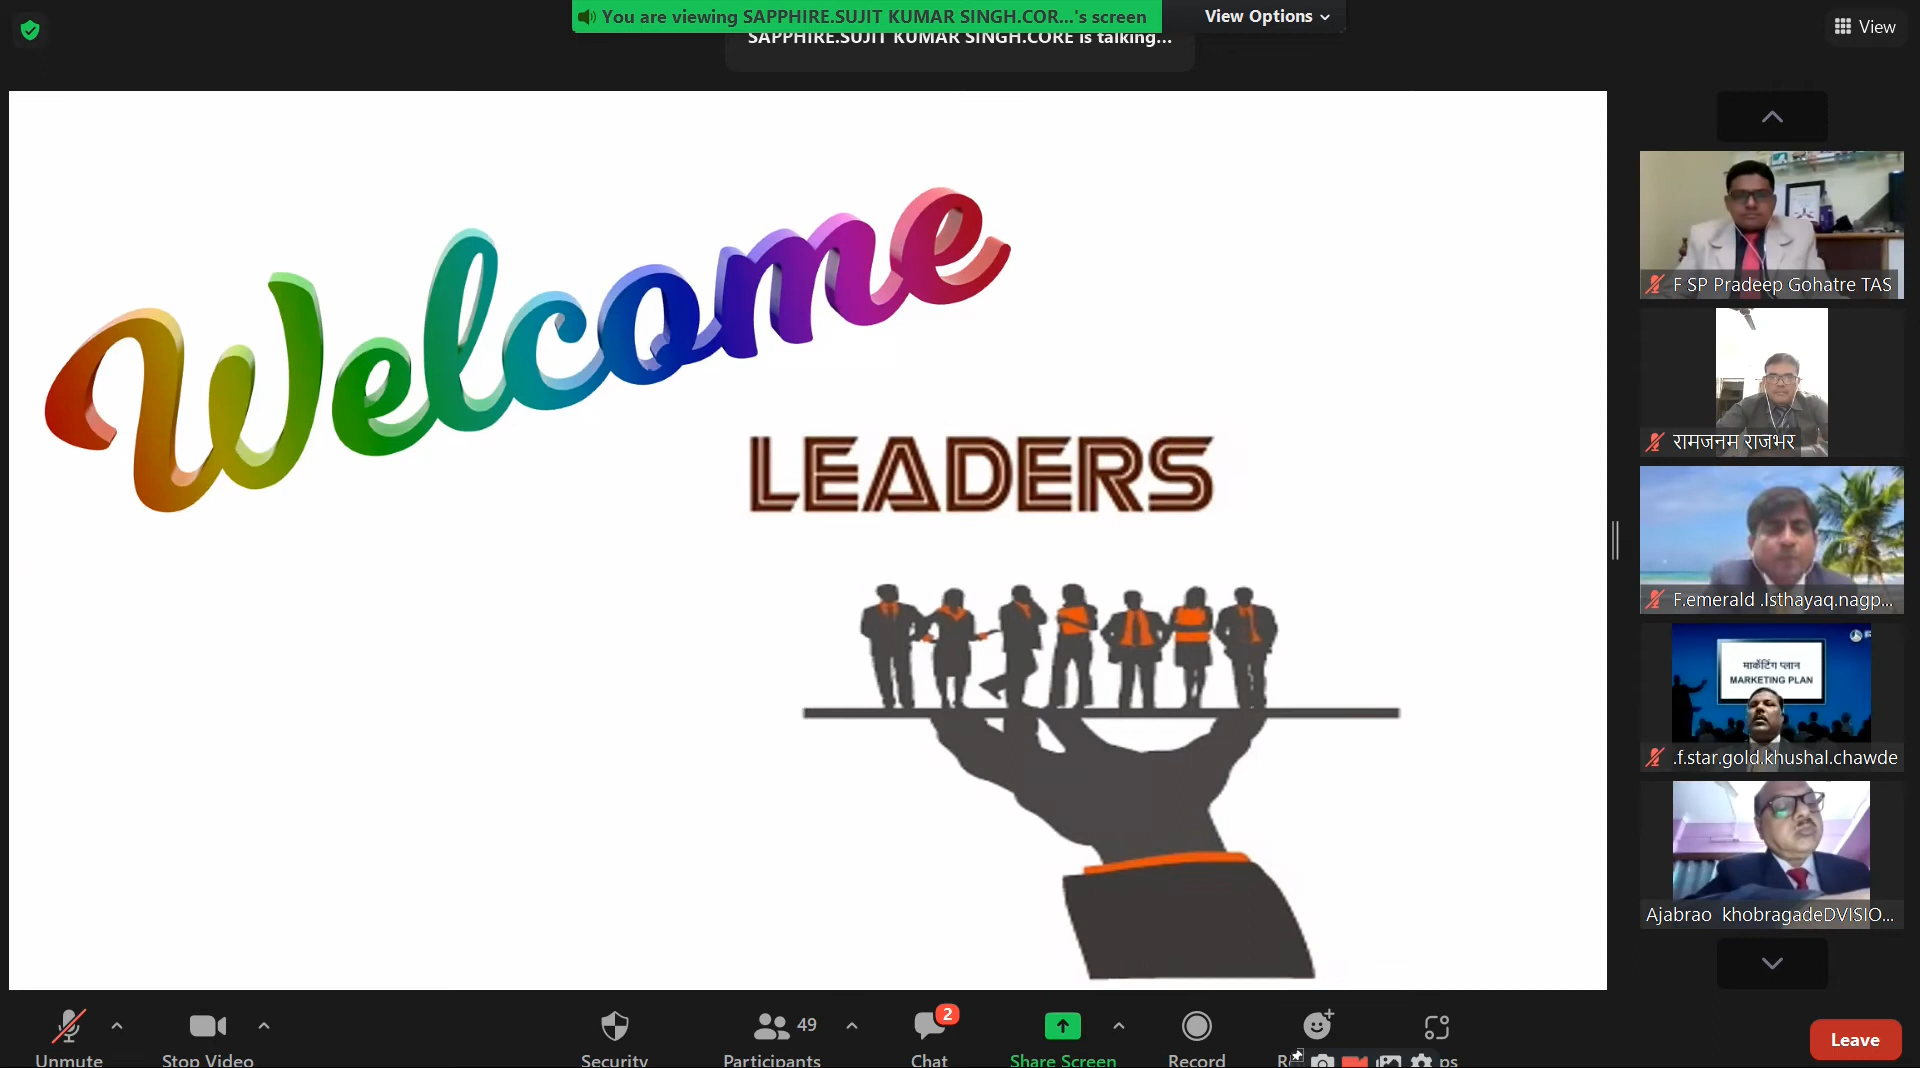 You are viewing SAPPHIRE.SUJIT KUMAR SINGH.COR...'s screen
View Options
SAPPHIRE.SUJIT KUMAR SINGH.CORE is talking...
View
Welcome
LEADERS
F SP Pradeep Gohatre TAS
रामजनम राजभर
F.emerald .Isthayaq.nagp...
मार्केटिंग प्लान
MARKETING PLAN
.f.star.gold.khushal.chawde
Ajabrao khobragadeDVISIO...
Unmute
Stop Video
Security
Participants
49
Chat
2
Share Screen
Record
Leave